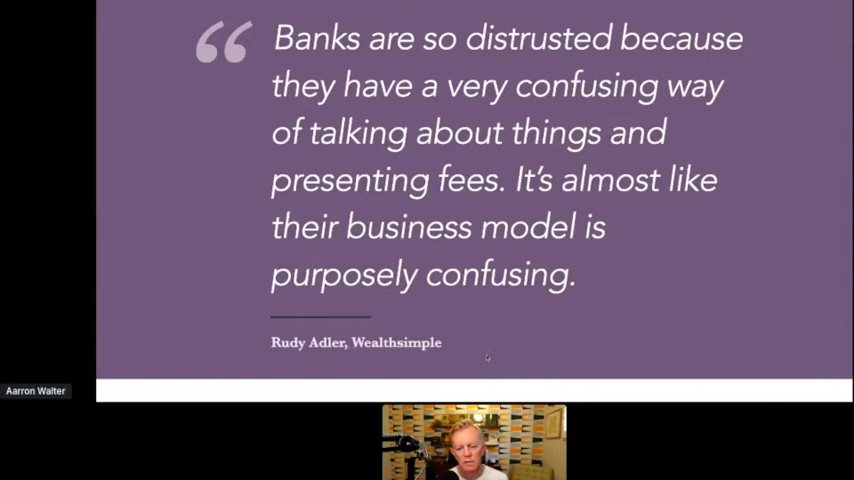 “
Banks are so distrusted because
they have a very confusing way
of talking about things and
presenting fees. It’s almost like
their business model is
purposely confusing.
Rudy Adler, Wealthsimple
Aarron Walter